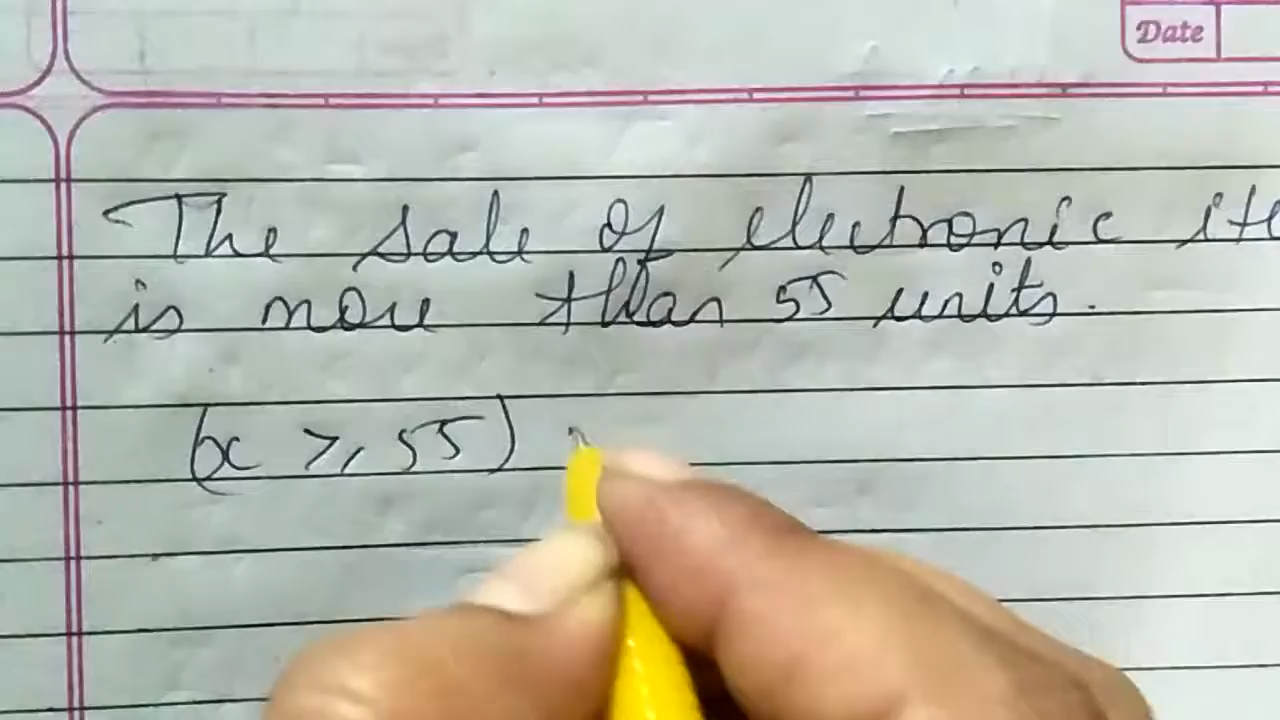 Date
The sale of electronic ite
is more than 55 units.
(x ⩾ 55)